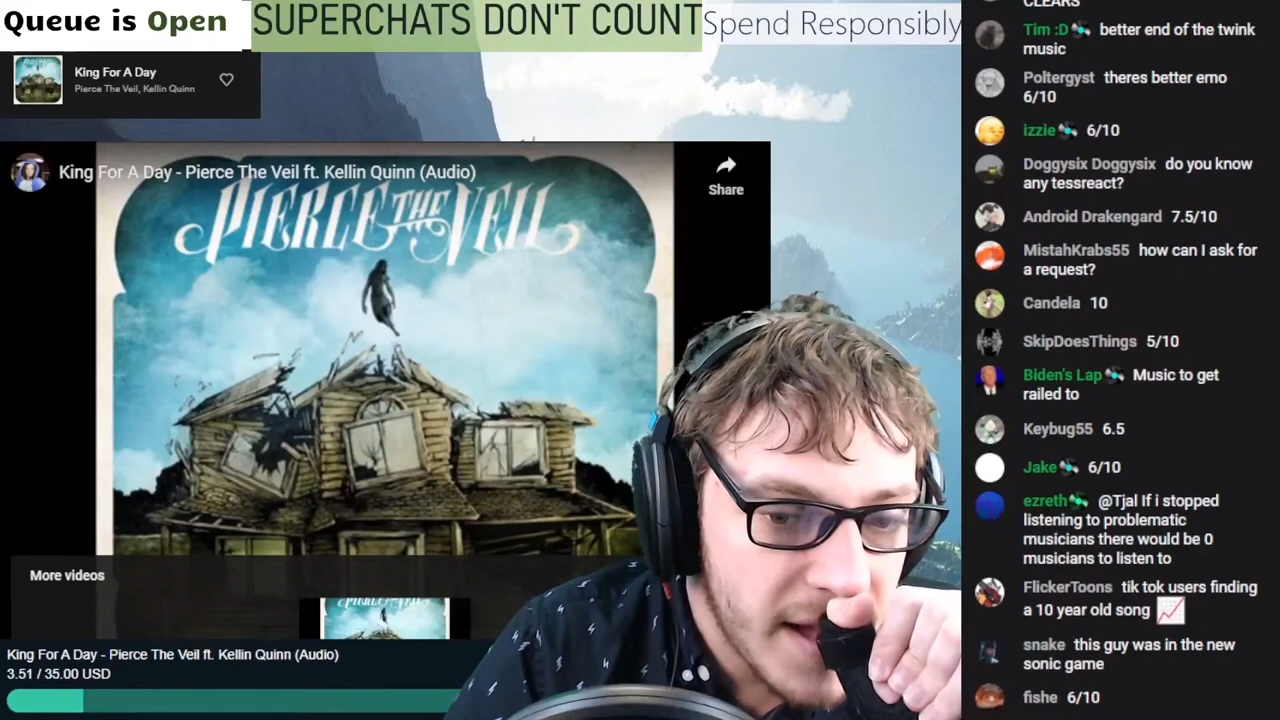 Queue is Open
SUPERCHATS DON'T COUNT
Spend Responsibly
King For A Day
Pierce The Veil, Kellin Quinn
King For A Day - Pierce The Veil ft. Kellin Quinn (Audio)
Share
PIERCE THE VEIL
More videos
King For A Day - Pierce The Veil ft. Kellin Quinn (Audio)
3.51 / 35.00 USD
CLEARS
Tim :D better end of the twink
music
Poltergyst theres better emo
6/10
izzie 6/10
Doggysix Doggysix do you know
any tessreact?
Android Drakengard 7.5/10
MistahKrabs55 how can I ask for
a request?
Candela 10
SkipDoesThings 5/10
Biden's Lap Music to get
railed to
Keybug55 6.5
Jake 6/10
ezreth @Tjal If i stopped
listening to problematic
musicians there would be 0
musicians to listen to
FlickerToons tik tok users finding
a 10 year old song
snake this guy was in the new
sonic game
fishe 6/10